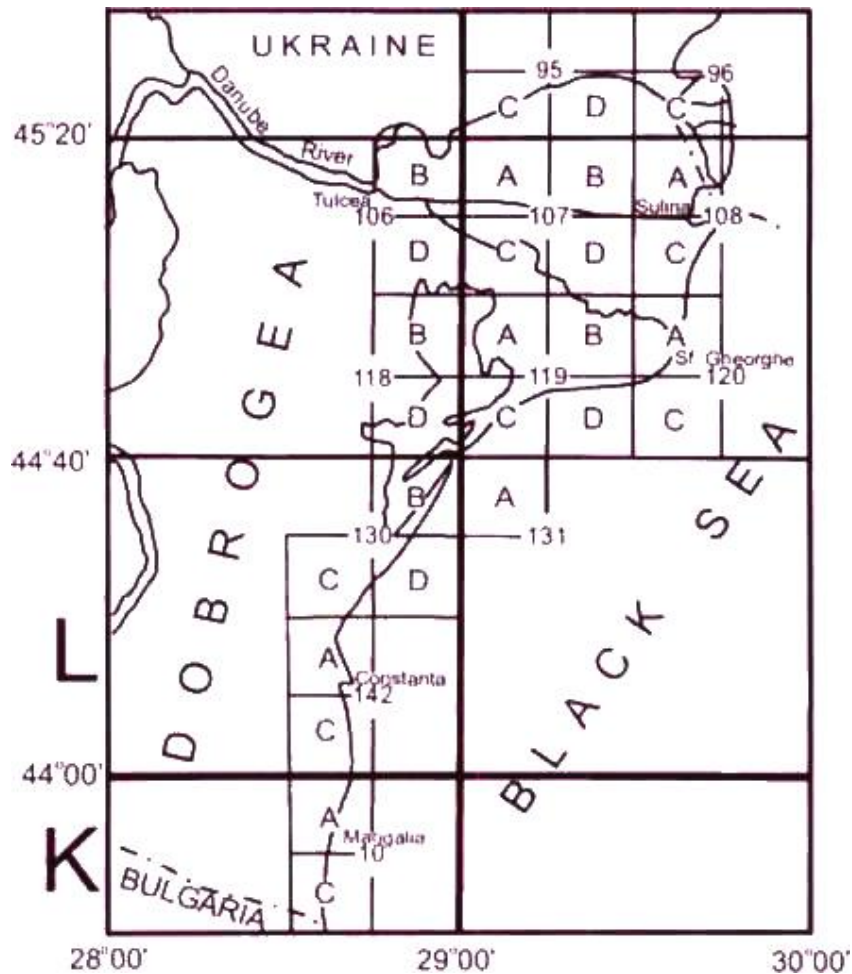 UKRAINE
95
96
Danube
C
D
C
45°20'
River
B
A
B
A
Tulcea
Sulina
106
107
108
D
C
D
C
DOBROGEA
B
A
B
A
Sf. Gheorghe
118
119
120
D
C
D
C
44°40'
BLACK SEA
B
A
130
131
C
D
L
A
Constanta
142
C
44°00'
A
Mangalia
K
10
BULGARIA
C
28°00'
29°00'
30°00'